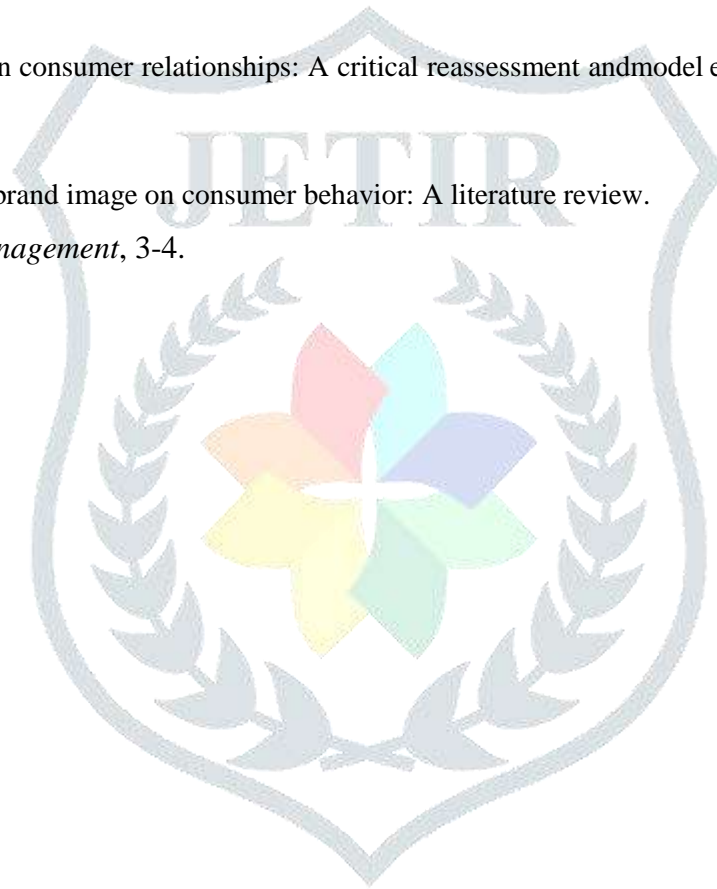 n consumer relationships: A critical reassessment andmodel e
JETIR
brand image on consumer behavior: A literature review.
nagement, 3-4.